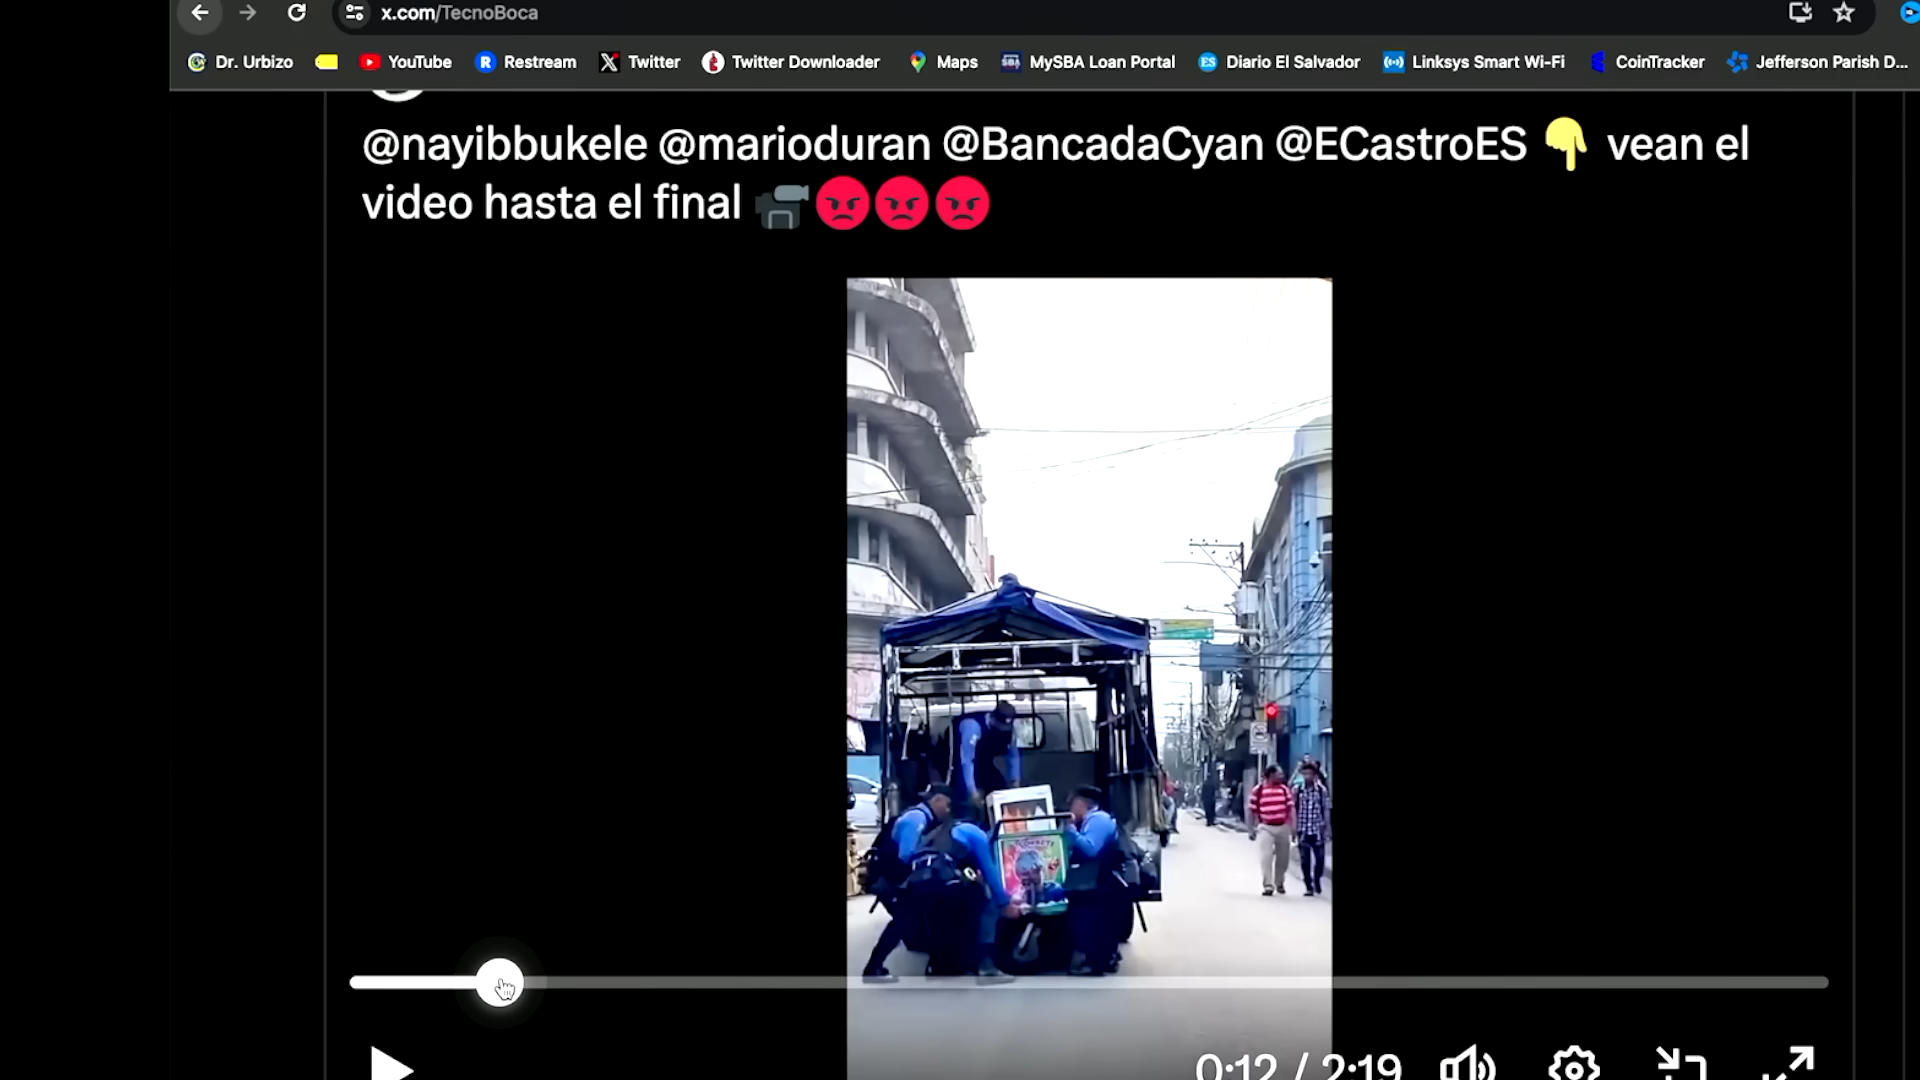 x.com/TecnoBoca
Dr. Urbizo YouTube Restream Twitter Twitter Downloader Maps MySBA Loan Portal Diario El Salvador Linksys Smart Wi-Fi CoinTracker Jefferson Parish D...
@nayibbukele @marioduran @BancadaCyan @ECastroES 👇 vean el
video hasta el final 📹😡😡😡
0:12 / 2:19